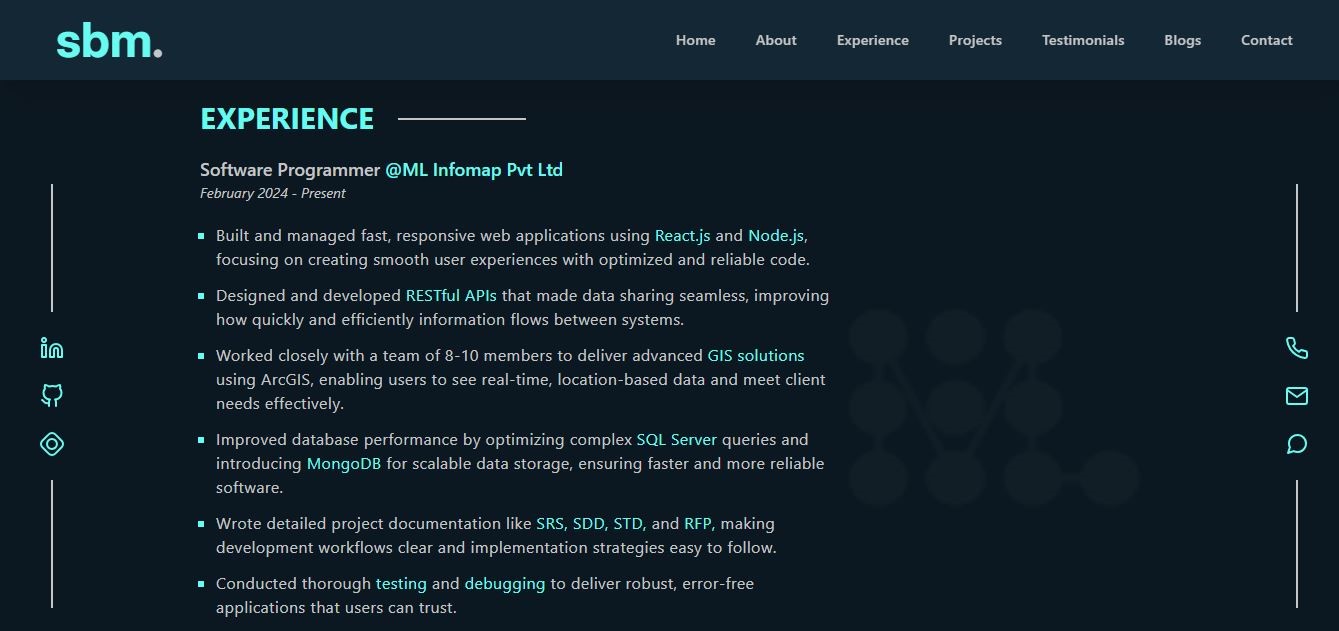 sbm.
Home About Experience Projects Testimonials Blogs Contact
EXPERIENCE
Software Programmer @ML Infomap Pvt Ltd
February 2024 - Present
Built and managed fast, responsive web applications using React.js and Node.js,
focusing on creating smooth user experiences with optimized and reliable code.
Designed and developed RESTful APIs that made data sharing seamless, improving
how quickly and efficiently information flows between systems.
Worked closely with a team of 8-10 members to deliver advanced GIS solutions
using ArcGIS, enabling users to see real-time, location-based data and meet client
needs effectively.
Improved database performance by optimizing complex SQL Server queries and
introducing MongoDB for scalable data storage, ensuring faster and more reliable
software.
Wrote detailed project documentation like SRS, SDD, STD, and RFP, making
development workflows clear and implementation strategies easy to follow.
Conducted thorough testing and debugging to deliver robust, error-free
applications that users can trust.